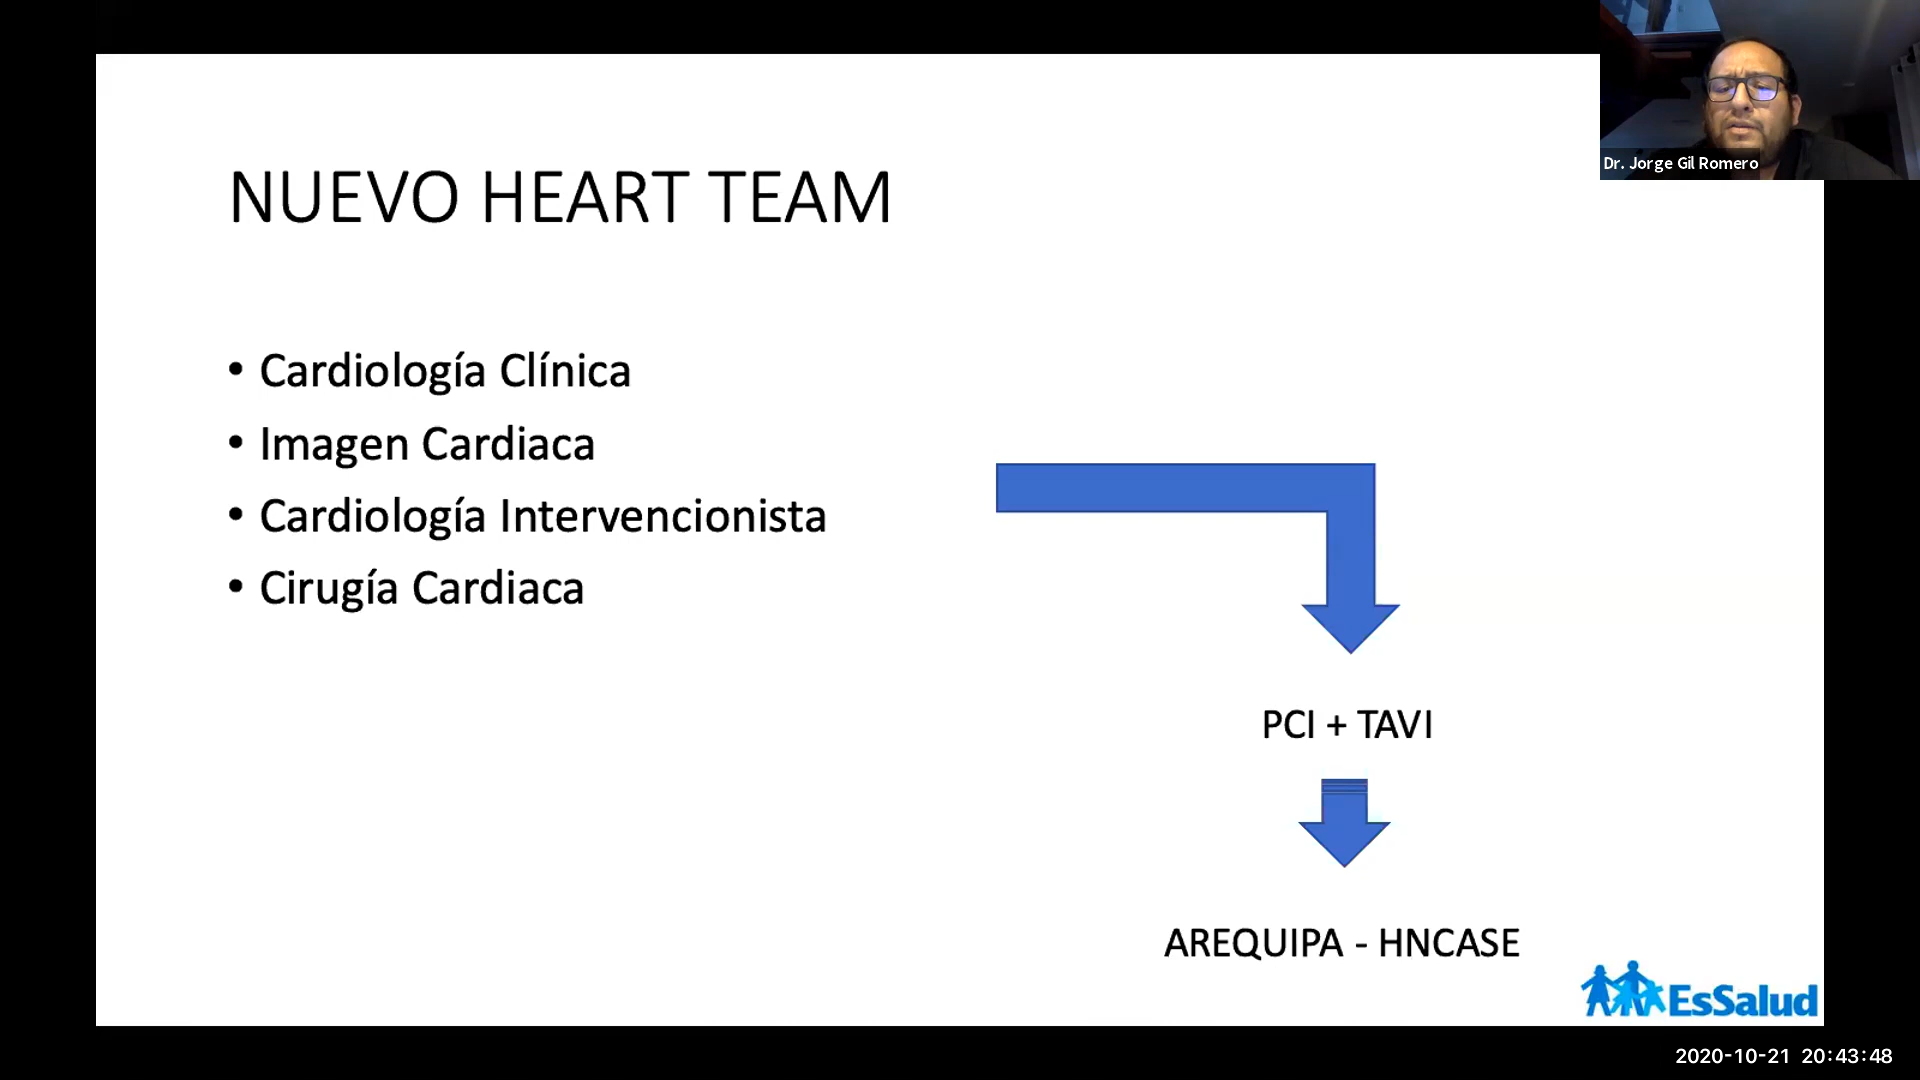 Dr. Jorge Gil Romero
NUEVO HEART TEAM
• Cardiología Clínica
• Imagen Cardiaca
• Cardiología Intervencionista
• Cirugía Cardiaca
PCI + TAVI
AREQUIPA - HNCASE
EsSalud
2020-10-21 20:43:48